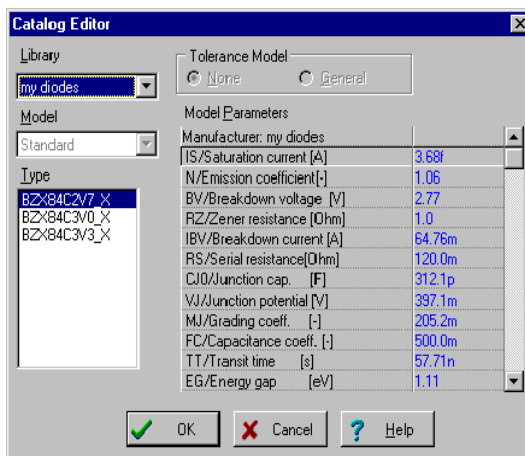 Catalog Editor
Library
my diodes
Model
Standard
Type
BZX84C2V7_X
BZX84C3V0_X
BZX84C3V3_X
Tolerance Model
None General
Model Parameters
Manufacturer: my diodes
IS/Saturation current [A] 3.68f
N/Emission coefficient[-] 1.06
BV/Breakdown voltage [V] 2.77
RZ/Zener resistance [Ohm] 1.0
IBV/Breakdown current [A] 64.76m
RS/Serial resistance[Ohm] 120.0m
CJ0/Junction cap. [F] 312.1p
VJ/Junction potential [V] 397.1m
MJ/Grading coeff. [-] 205.2m
FC/Capacitance coeff. [-] 500.0m
TT/Transit time [s] 57.71n
EG/Energy gap [eV] 1.11
OK Cancel Help